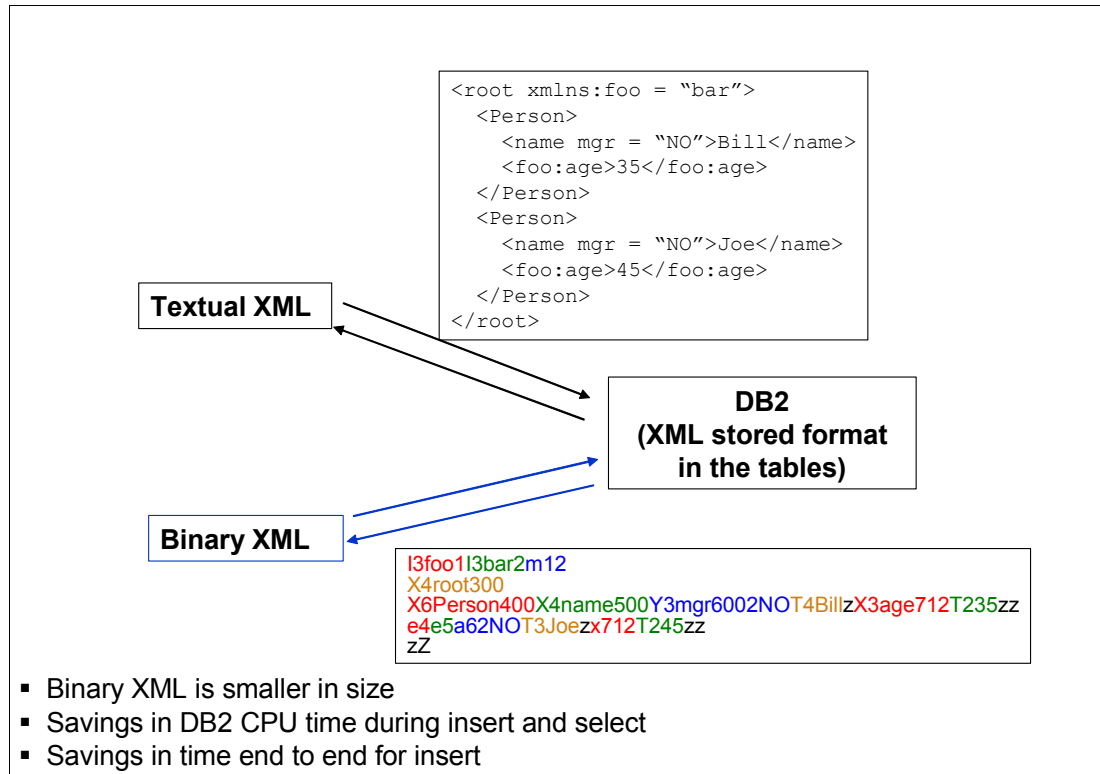 <root xmlns:foo = “bar”>
<Person>
<name mgr = “NO”>Bill</name>
<foo:age>35</foo:age>
</Person>
<Person>
<name mgr = “NO”>Joe</name>
<foo:age>45</foo:age>
</Person>
</root>
Textual XML
DB2
(XML stored format
in the tables)
Binary XML
I3foo1I3bar2m12
X4root300
X6Person400X4name500Y3mgr6002NOT4BillzX3age712T235zz
e4e5a62NOT3Joezx712T245zz
zZ
▪ Binary XML is smaller in size
▪ Savings in DB2 CPU time during insert and select
▪ Savings in time end to end for insert